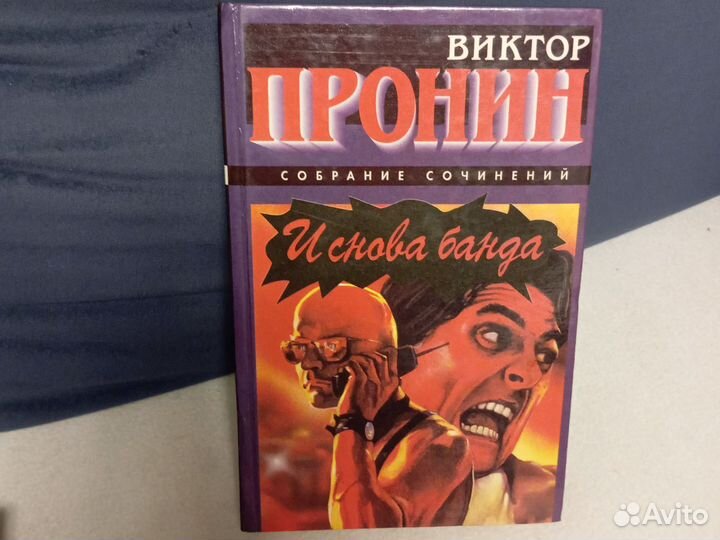 ВИКТОР
ПРОНИН
СОБРАНИЕ СОЧИНЕНИЙ
И снова банда
Avito